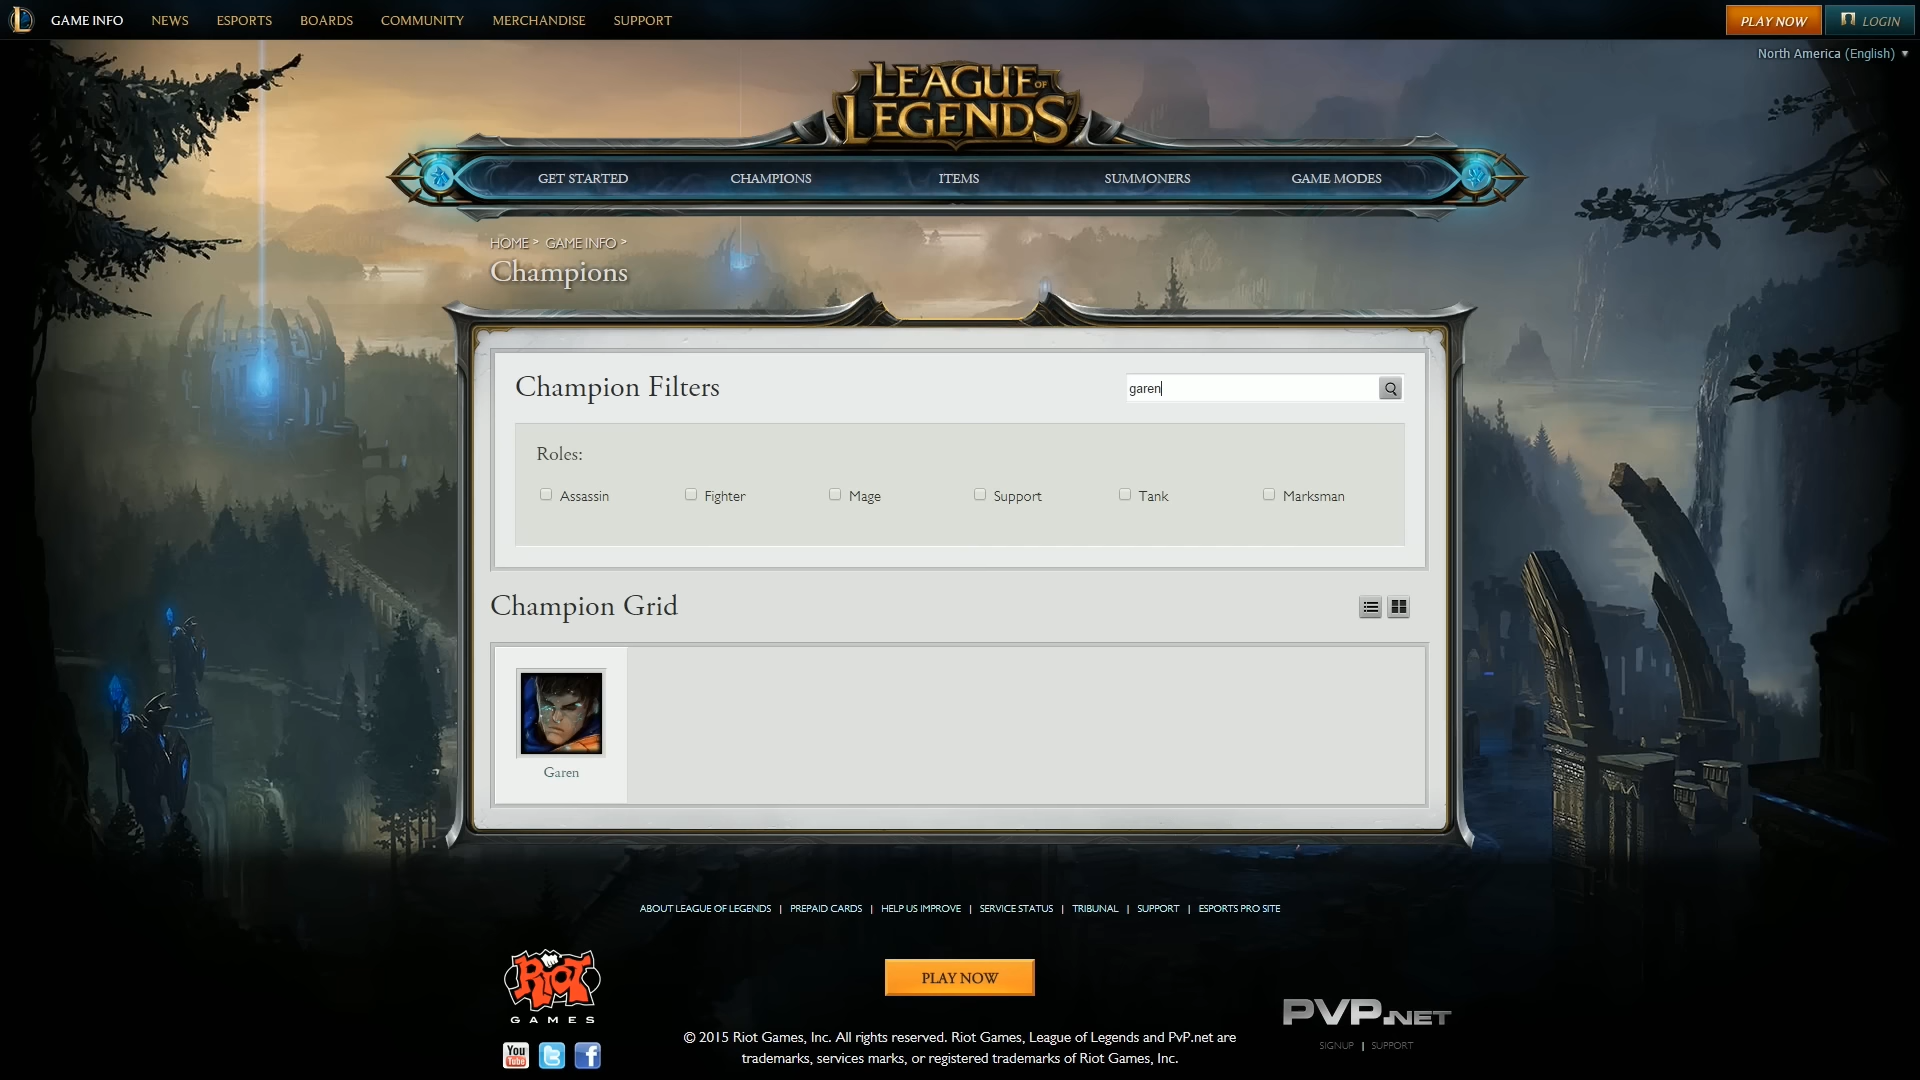 GAME INFO NEWS ESPORTS BOARDS COMMUNITY MERCHANDISE SUPPORT PLAY NOW LOGIN
North America (English)
LEAGUE OF LEGENDS
GET STARTED CHAMPIONS ITEMS SUMMONERS GAME MODES
HOME > GAME INFO >
Champions
Champion Filters garen
Roles:
Assassin Fighter Mage Support Tank Marksman
Champion Grid
Garen
ABOUT LEAGUE OF LEGENDS | PREPAID CARDS | HELP US IMPROVE | SERVICE STATUS | TRIBUNAL | SUPPORT | ESPORTS PRO SITE
RIOT GAMES
PLAY NOW
PVP.NET
SIGNUP | SUPPORT
© 2015 Riot Games, Inc. All rights reserved. Riot Games, League of Legends and PvP.net are
trademarks, services marks, or registered trademarks of Riot Games, Inc.
You Tube